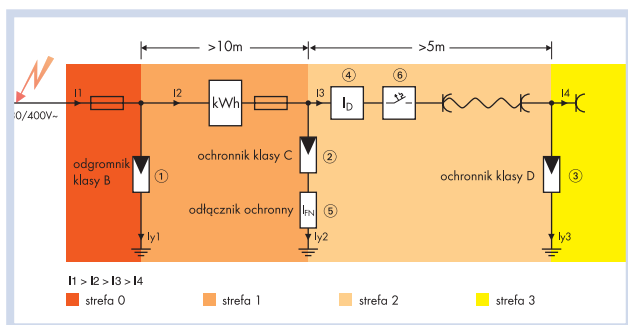 >10m
>5m
④
⑥
I1
I2
I3
I4
kWh
ID
30/400V~
odgromnik
klasy B
①
ochronnik klasy C
②
ochronnik klasy D
③
odłącznik ochronny
IFN
⑤
Iy1
Iy2
Iy3
I1 > I2 > I3 > I4
strefa 0
strefa 1
strefa 2
strefa 3